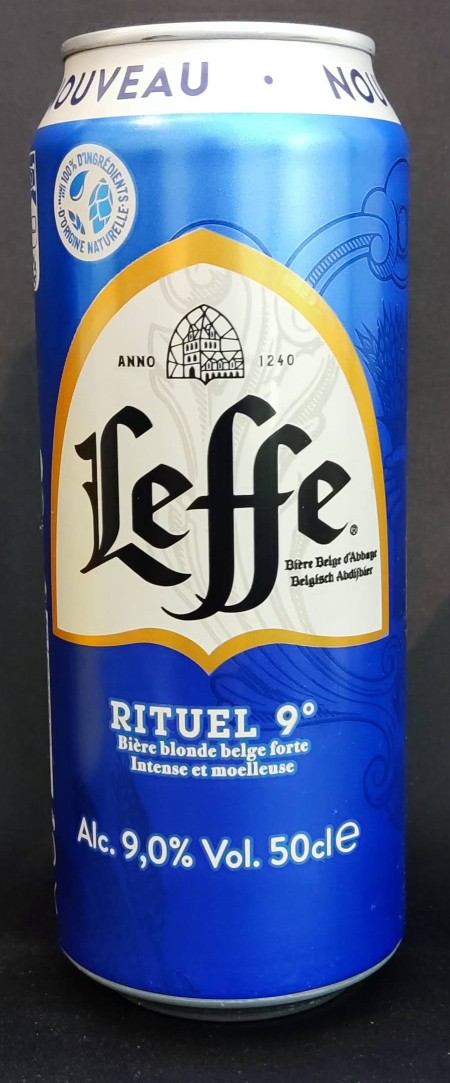 OUVEAU • NOU
100% D'INGRÉDIENTS
D'ORIGINE NATURELLE
ANNO 1240
Leffe®
Bière Belge d'Abbaye
Belgisch Abdijbier
RITUEL 9°
Bière blonde belge forte
Intense et moelleuse
Alc. 9,0% Vol. 50cl e